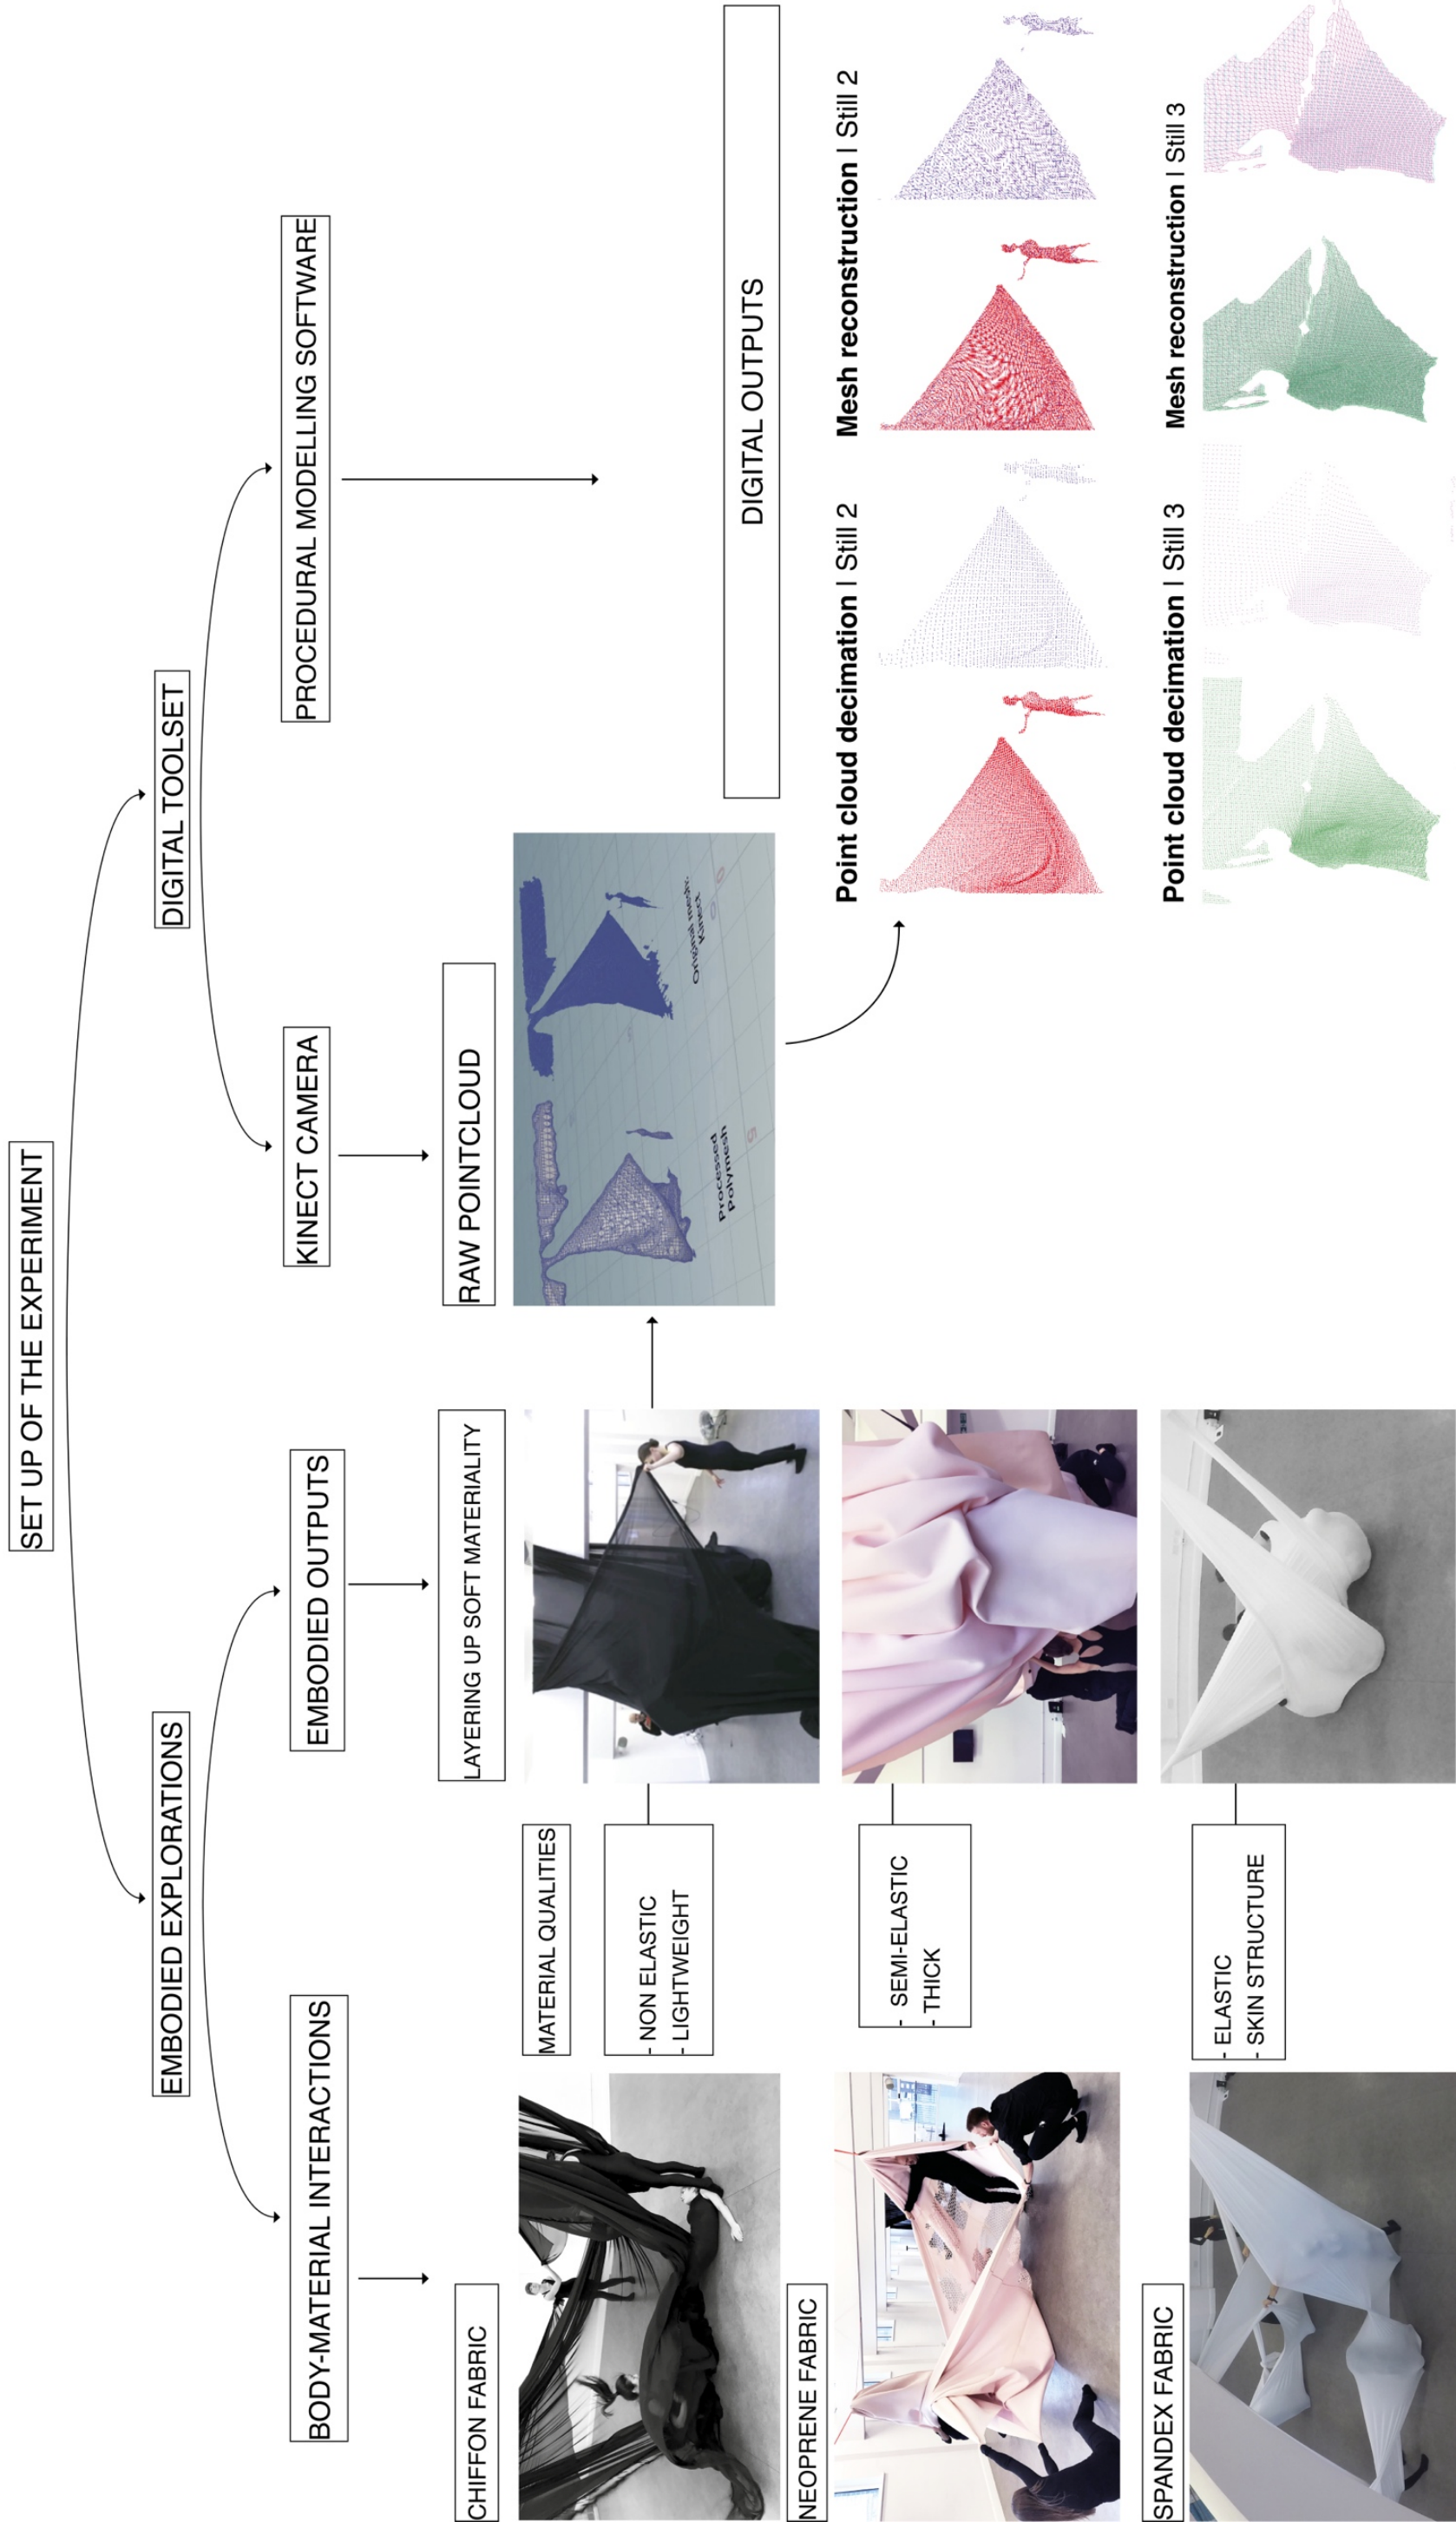 SET UP OF THE EXPERIMENT
EMBODIED EXPLORATIONS
DIGITAL TOOLSET
BODY-MATERIAL INTERACTIONS
EMBODIED OUTPUTS
KINECT CAMERA
PROCEDURAL MODELLING SOFTWARE
CHIFFON FABRIC
LAYERING UP SOFT MATERIALITY
RAW POINTCLOUD
MATERIAL QUALITIES
- NON ELASTIC
- LIGHTWEIGHT
Processed
Polymesh
5
Original Inody.
Kinect
DIGITAL OUTPUTS
NEOPRENE FABRIC
- SEMI-ELASTIC
- THICK
Point cloud decimation | Still 2
Mesh reconstruction | Still 2
SPANDEX FABRIC
- ELASTIC
- SKIN STRUCTURE
Point cloud decimation | Still 3
Mesh reconstruction | Still 3